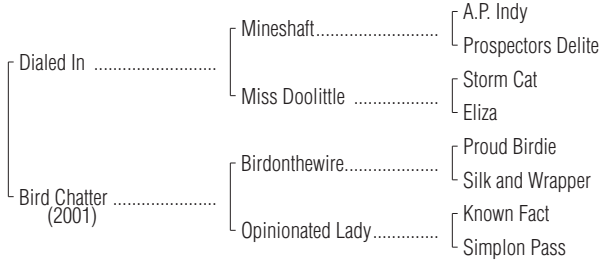 A.P. Indy
Mineshaft..............................
Prospectors Delite
Dialed In ..............................
Storm Cat
Miss Doolittle .....................
Eliza
Proud Birdie
Birdonthewire.......................
Silk and Wrapper
Bird Chatter .........................
(2001)
Known Fact
Opinionated Lady................
Simplon Pass